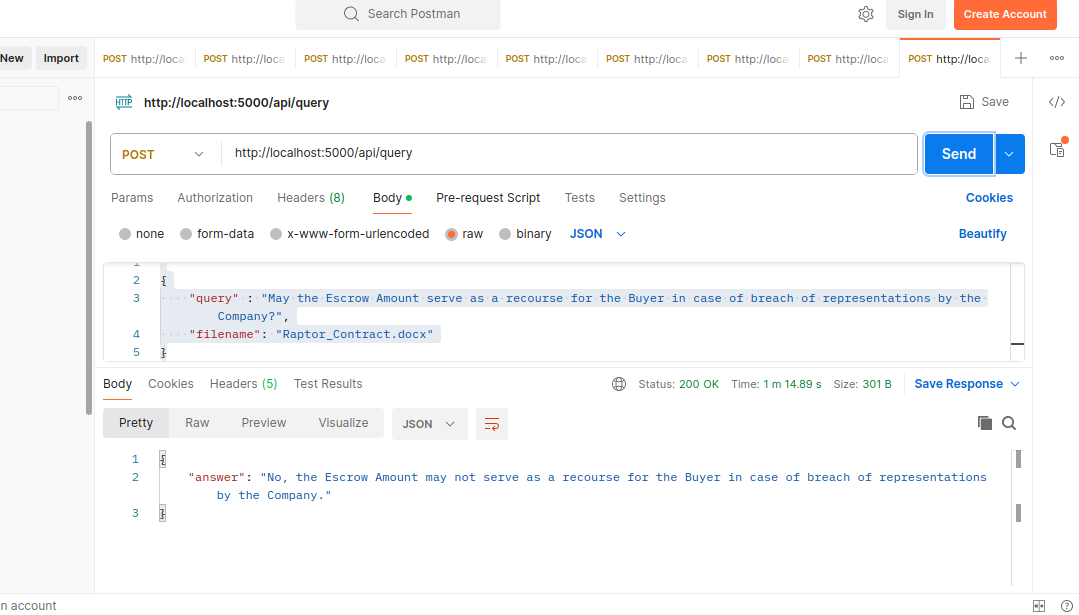 Search Postman
Sign In
Create Account
New
Import
POST http://loca
POST http://loca
POST http://loca
POST http://loca
POST http://loca
POST http://loca
POST http://loca
POST http://loca
POST http://loca
HTTP http://localhost:5000/api/query
Save
POST
http://localhost:5000/api/query
Send
Params
Authorization
Headers (8)
Body
Pre-request Script
Tests
Settings
Cookies
none
form-data
x-www-form-urlencoded
raw
binary
JSON
Beautify
1
2 {
3 "query" : "May the Escrow Amount serve as a recourse for the Buyer in case of breach of representations by the
Company?",
4 "filename": "Raptor_Contract.docx"
5 }
Body
Cookies
Headers (5)
Test Results
Status: 200 OK
Time: 1 m 14.89 s
Size: 301 B
Save Response
Pretty
Raw
Preview
Visualize
JSON
1 {
2 "answer": "No, the Escrow Amount may not serve as a recourse for the Buyer in case of breach of representations
by the Company."
3 }
n account